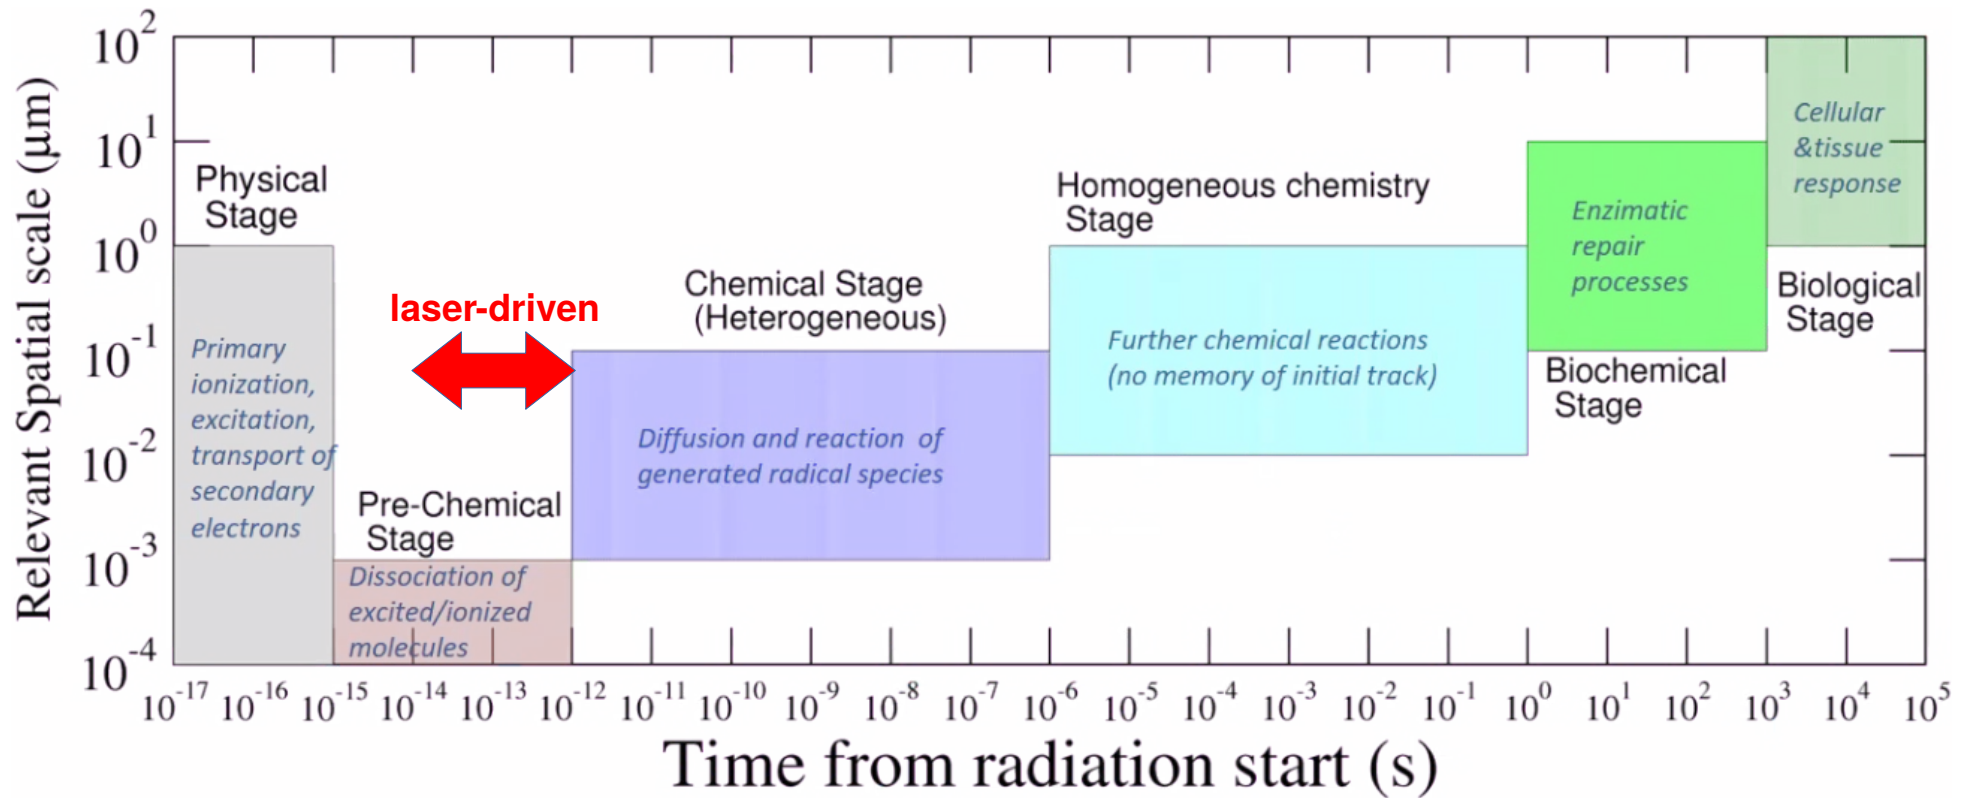 Relevant Spatial scale (μm)
10^2
10^1
10^0
10^-1
10^-2
10^-3
10^-4
Physical
Stage
Primary
ionization,
excitation,
transport of
secondary
electrons
laser-driven
Pre-Chemical
Stage
Dissociation of
excited/ionized
molecules
Chemical Stage
(Heterogeneous)
Diffusion and reaction of
generated radical species
Homogeneous chemistry
Stage
Further chemical reactions
(no memory of initial track)
Enzimatic
repair
processes
Biochemical
Stage
Cellular
&tissue
response
Biological
Stage
10^-17 10^-16 10^-15 10^-14 10^-13 10^-12 10^-11 10^-10 10^-9 10^-8 10^-7 10^-6 10^-5 10^-4 10^-3 10^-2 10^-1 10^0 10^1 10^2 10^3 10^4 10^5
Time from radiation start (s)